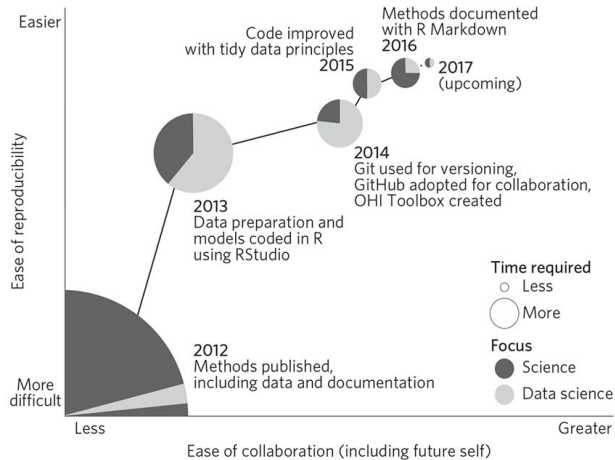 Easier
Ease of reproducibility
More
difficult
Less
Greater
Ease of collaboration (including future self)
2012
Methods published,
including data and documentation
2013
Data preparation and
models coded in R
using RStudio
2014
Git used for versioning,
GitHub adopted for collaboration,
OHI Toolbox created
Code improved
with tidy data principles
2015
Methods documented
with R Markdown
2016
2017
(upcoming)
Time required
Less
More
Focus
Science
Data science